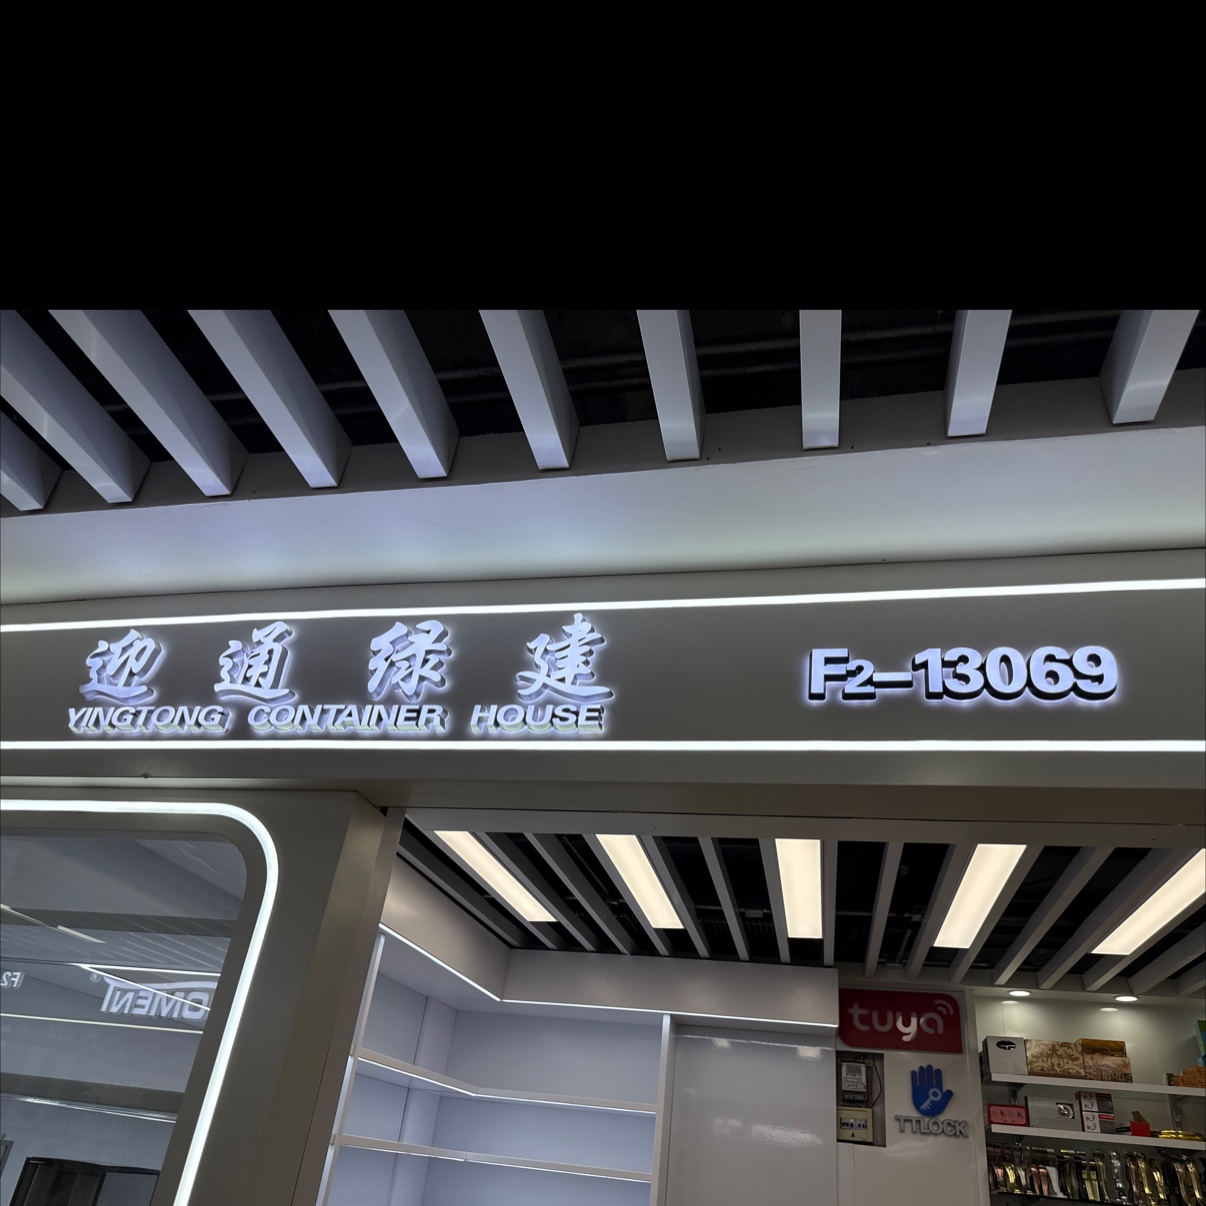 迎通绿建
YINGTONG CONTAINER HOUSE
F2-13069
tuya
TTLOCK